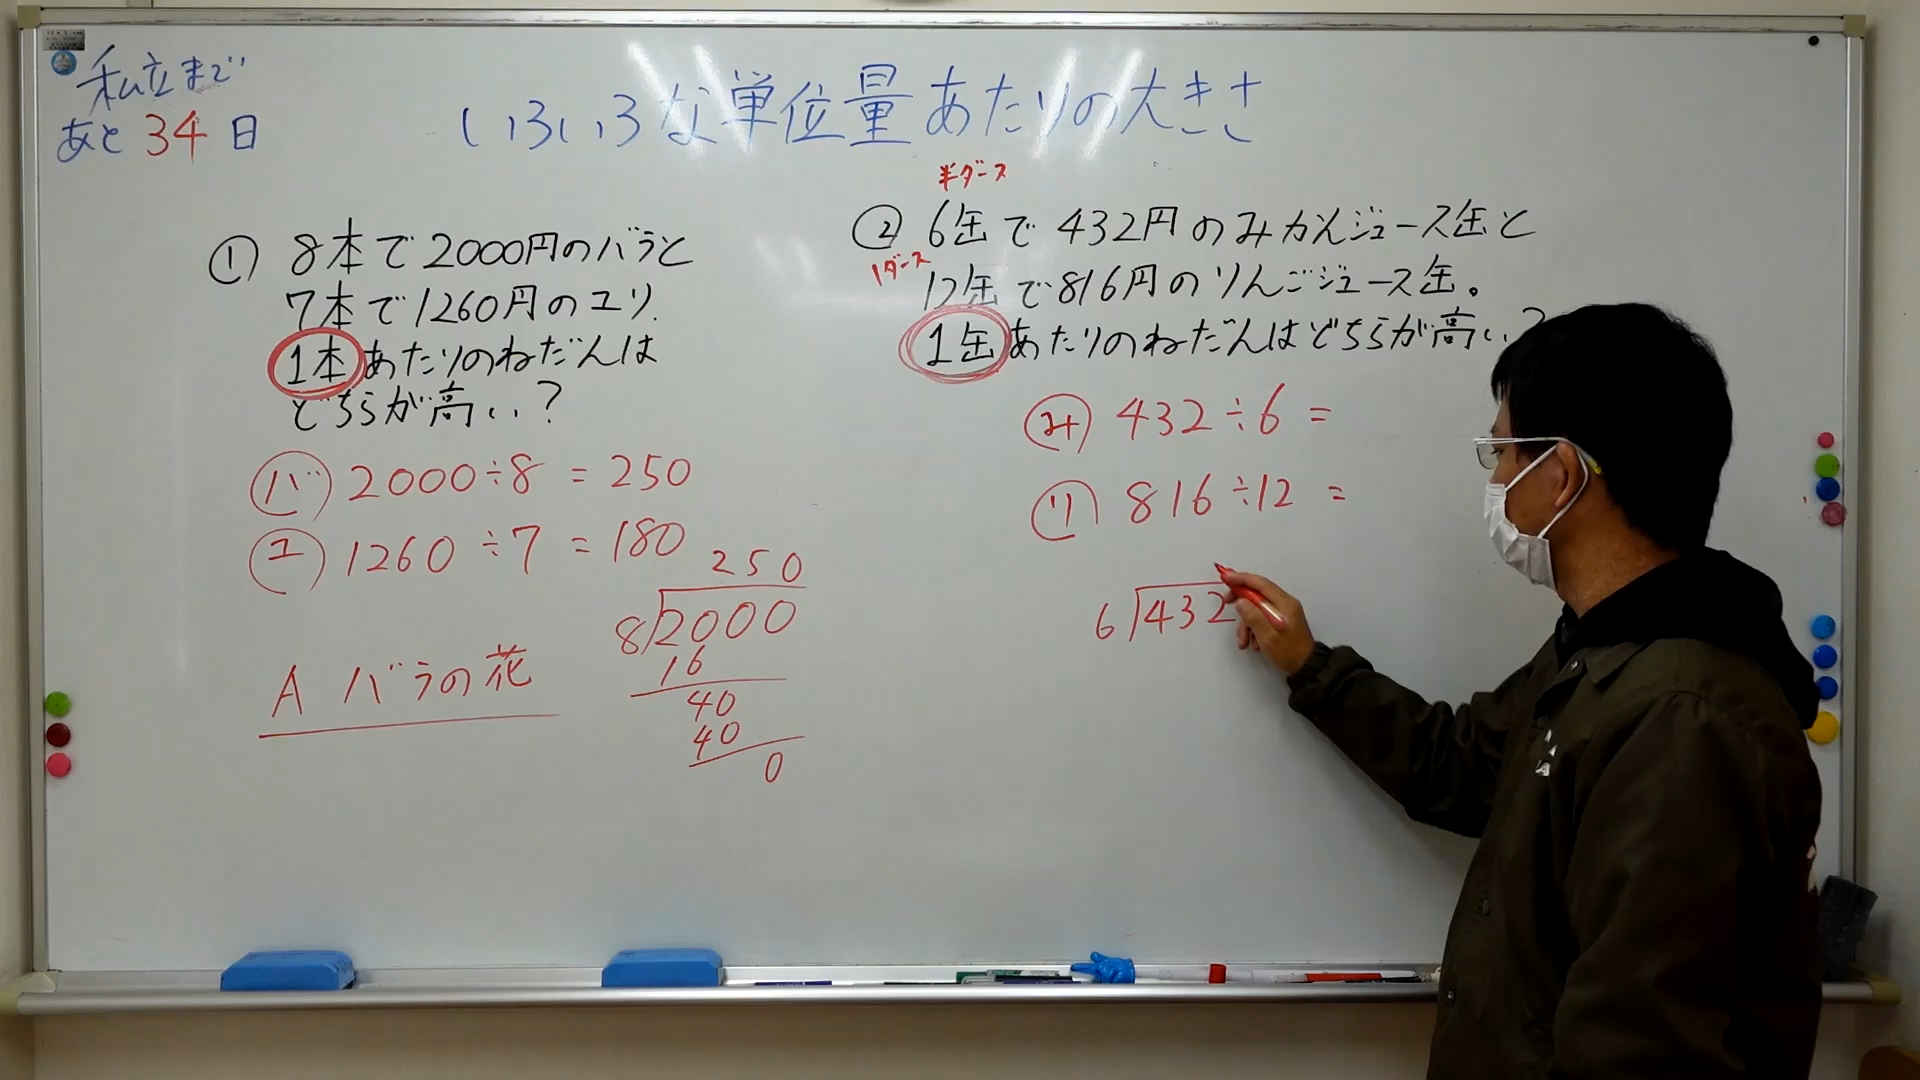 私立まで
あと34日
いろいろな単位量あたりの大きさ
① 8本で2000円のバラと
7本で1260円のユリ.
1本あたりのねだんは
どちらが高い?
バ 2000÷8=250
ユ 1260÷7=180
250
8)2000
16
40
40
0
A バラの花
半ダース
② 6缶で432円のみかんジュース缶と
1ダース
12缶で816円のりんごジュース缶。
1缶あたりのねだんはどちらが高い?
み 432÷6=
リ 816÷12=
6)432